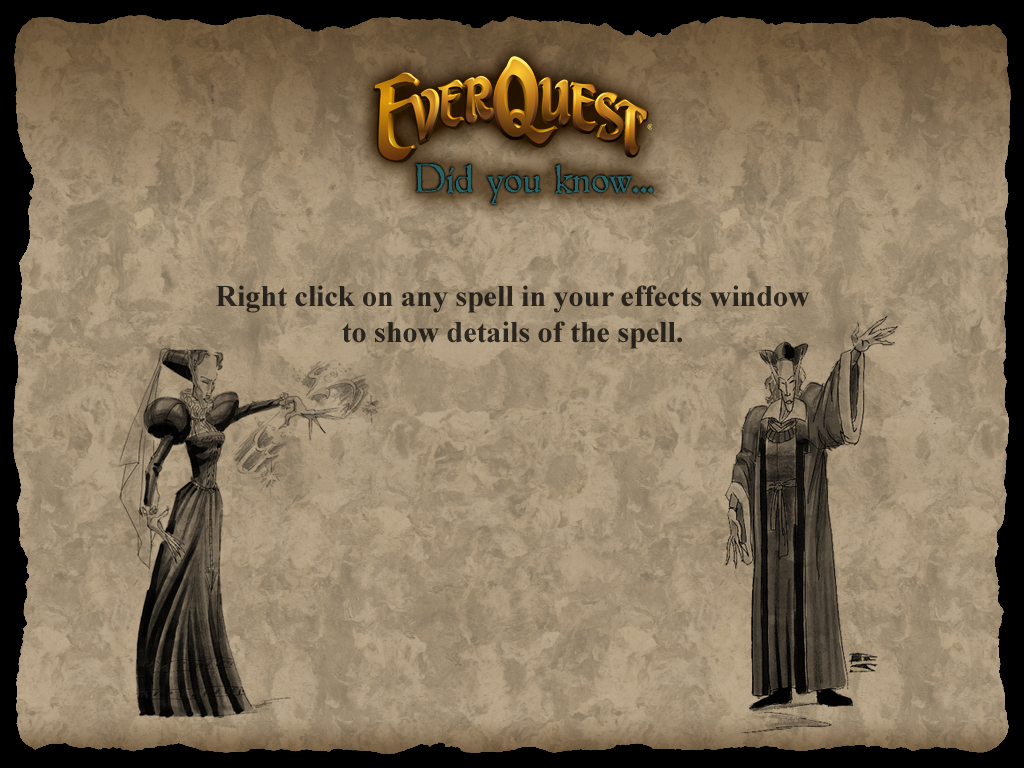 EVERQUEST
Did you know...
Right click on any spell in your effects window
to show details of the spell.